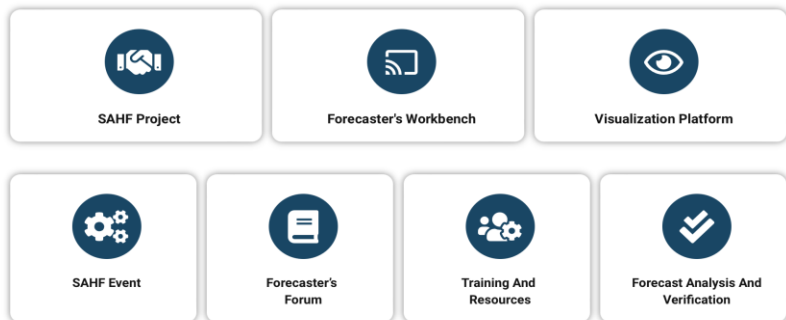 SAHF Project
Forecaster's Workbench
Visualization Platform
SAHF Event
Forecaster's
Forum
Training And
Resources
Forecast Analysis And
Verification